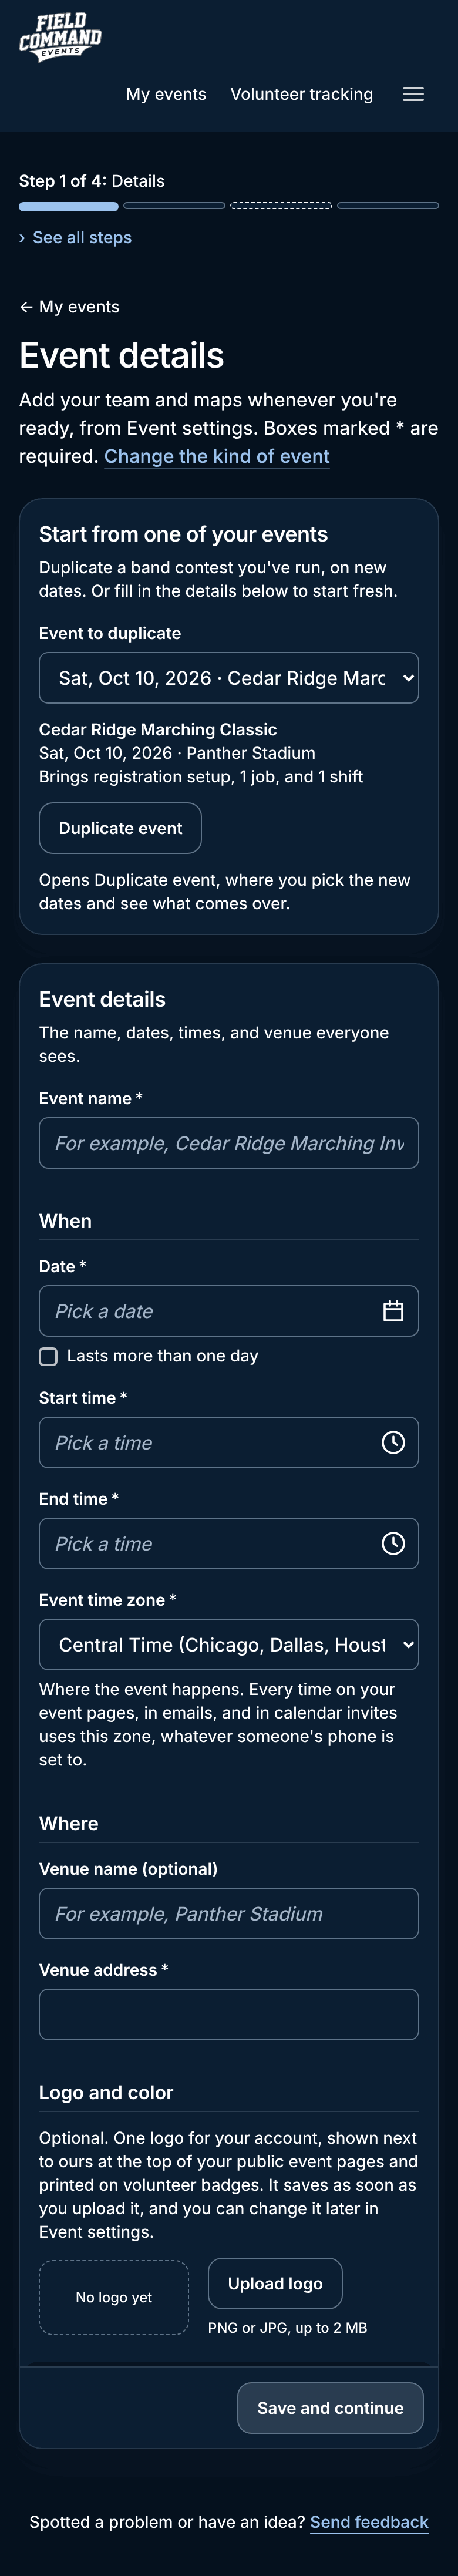 FIELD
COMMAND
EVENTS
My events Volunteer tracking
Step 1 of 4: Details
› See all steps
← My events
Event details
Add your team and maps whenever you're
ready, from Event settings. Boxes marked * are
required. Change the kind of event
Start from one of your events
Duplicate a band contest you've run, on new
dates. Or fill in the details below to start fresh.
Event to duplicate
Sat, Oct 10, 2026 · Cedar Ridge Marc
Cedar Ridge Marching Classic
Sat, Oct 10, 2026 · Panther Stadium
Brings registration setup, 1 job, and 1 shift
Duplicate event
Opens Duplicate event, where you pick the new
dates and see what comes over.
Event details
The name, dates, times, and venue everyone
sees.
Event name *
For example, Cedar Ridge Marching Inv
When
Date *
Pick a date
Lasts more than one day
Start time *
Pick a time
End time *
Pick a time
Event time zone *
Central Time (Chicago, Dallas, Houst
Where the event happens. Every time on your
event pages, in emails, and in calendar invites
uses this zone, whatever someone's phone is
set to.
Where
Venue name (optional)
For example, Panther Stadium
Venue address *
Logo and color
Optional. One logo for your account, shown next
to ours at the top of your public event pages and
printed on volunteer badges. It saves as soon as
you upload it, and you can change it later in
Event settings.
No logo yet
Upload logo
PNG or JPG, up to 2 MB
Save and continue
Spotted a problem or have an idea? Send feedback